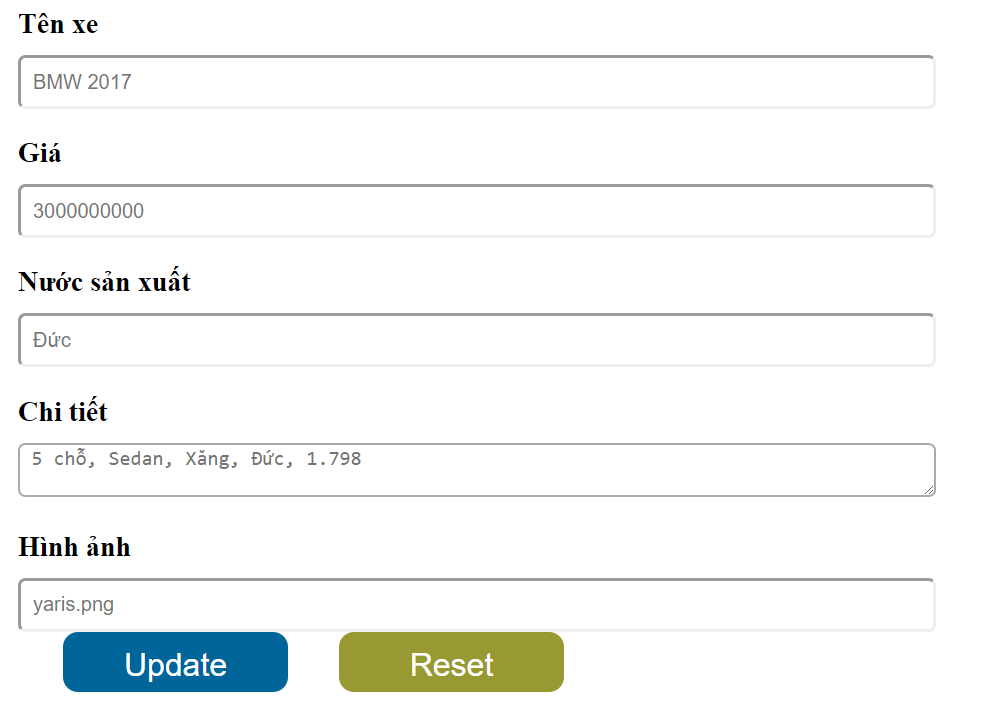 Tên xe
BMW 2017
Giá
3000000000
Nước sản xuất
Đức
Chi tiết
5 chỗ, Sedan, Xăng, Đức, 1.798
Hình ảnh
yaris.png
Update Reset